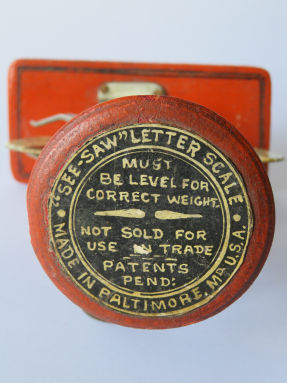 "SEE-SAW" LETTER SCALE
MUST
BE LEVEL FOR
CORRECT WEIGHT.
NOT SOLD FOR
USE IN TRADE
PATENTS
PEND:
MADE IN BALTIMORE, MD U.S.A.